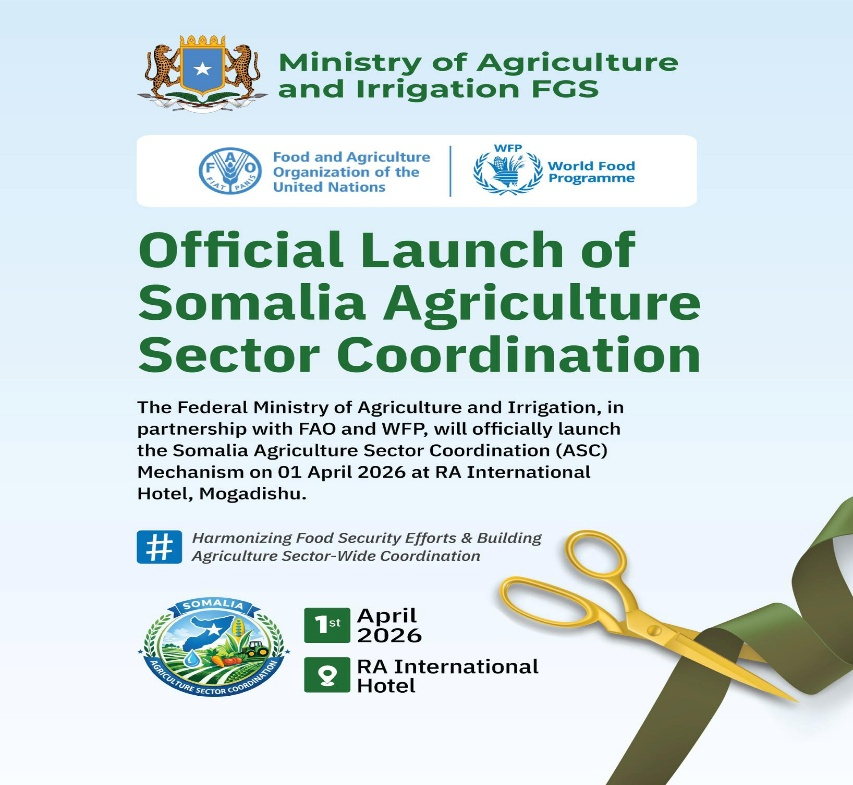 Ministry of Agriculture
and Irrigation FGS
FAO
FIAT PANIS
Food and Agriculture
Organization of the
United Nations
WFP
World Food
Programme
Official Launch of
Somalia Agriculture
Sector Coordination
The Federal Ministry of Agriculture and Irrigation, in
partnership with FAO and WFP, will officially launch
the Somalia Agriculture Sector Coordination (ASC)
Mechanism on 01 April 2026 at RA International
Hotel, Mogadishu.
# Harmonizing Food Security Efforts & Building
Agriculture Sector-Wide Coordination
SOMALIA
AGRICULTURE SECTOR COORDINATION
1st April
2026
RA International
Hotel